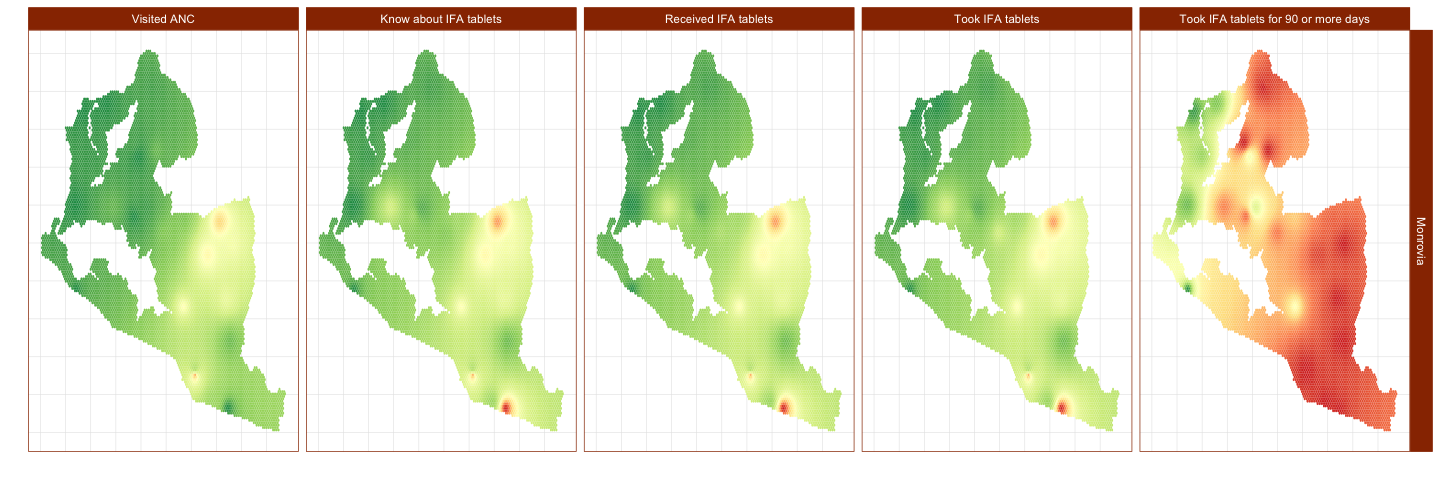 Visited ANC
Know about IFA tablets
Received IFA tablets
Took IFA tablets
Took IFA tablets for 90 or more days
Monrovia